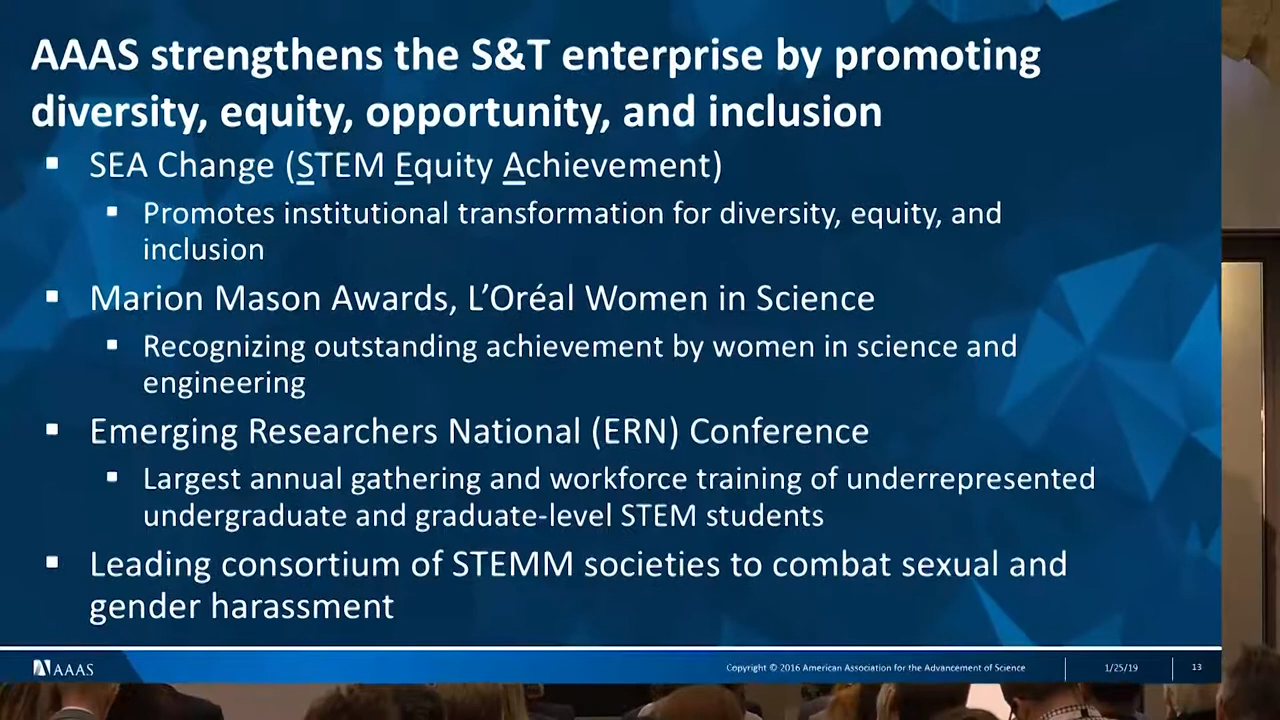 AAAS strengthens the S&T enterprise by promoting
diversity, equity, opportunity, and inclusion
▪ SEA Change (STEM Equity Achievement)
▪ Promotes institutional transformation for diversity, equity, and
inclusion
▪ Marion Mason Awards, L’Oréal Women in Science
▪ Recognizing outstanding achievement by women in science and
engineering
▪ Emerging Researchers National (ERN) Conference
▪ Largest annual gathering and workforce training of underrepresented
undergraduate and graduate-level STEM students
▪ Leading consortium of STEMM societies to combat sexual and
gender harassment
AAAS
Copyright © 2016 American Association for the Advancement of Science
1/25/19
13